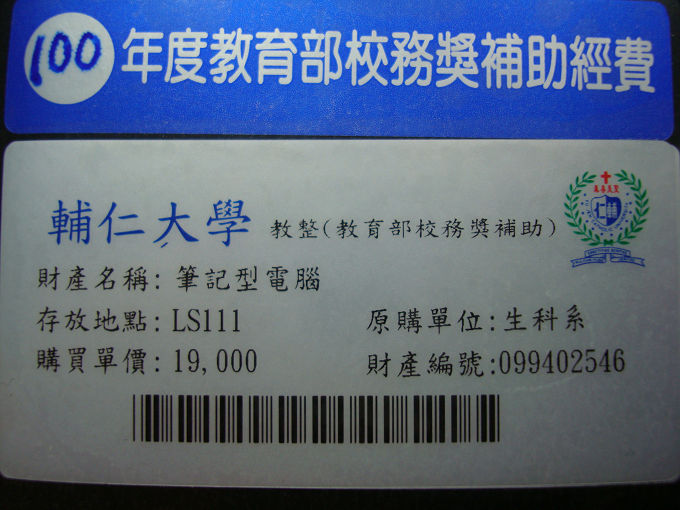 100年度教育部校務獎補助經費
輔仁大學 教整(教育部校務獎補助)
財產名稱: 筆記型電腦
存放地點: LS111 原購單位:生科系
購買單價: 19,000 財產編號:099402546